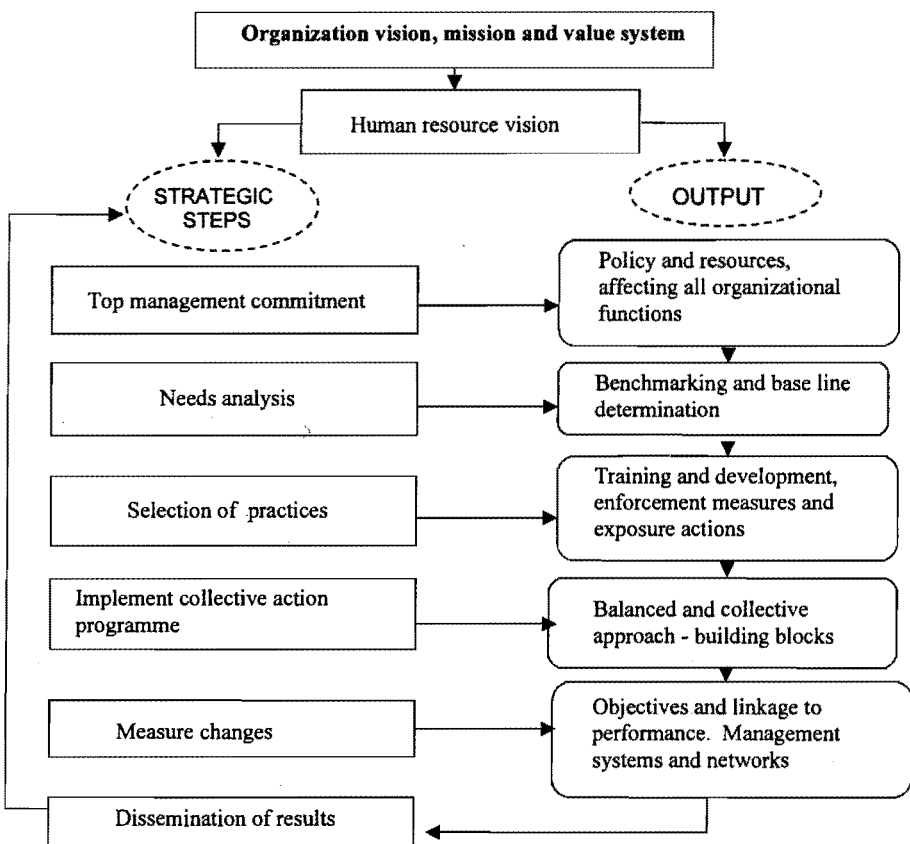 Organization vision, mission and value system
Human resource vision
STRATEGIC
STEPS
OUTPUT
Top management commitment
Policy and resources,
affecting all organizational
functions
Needs analysis
Benchmarking and base line
determination
Selection of practices
Training and development,
enforcement measures and
exposure actions
Implement collective action
programme
Balanced and collective
approach - building blocks
Measure changes
Objectives and linkage to
performance. Management
systems and networks
Dissemination of results